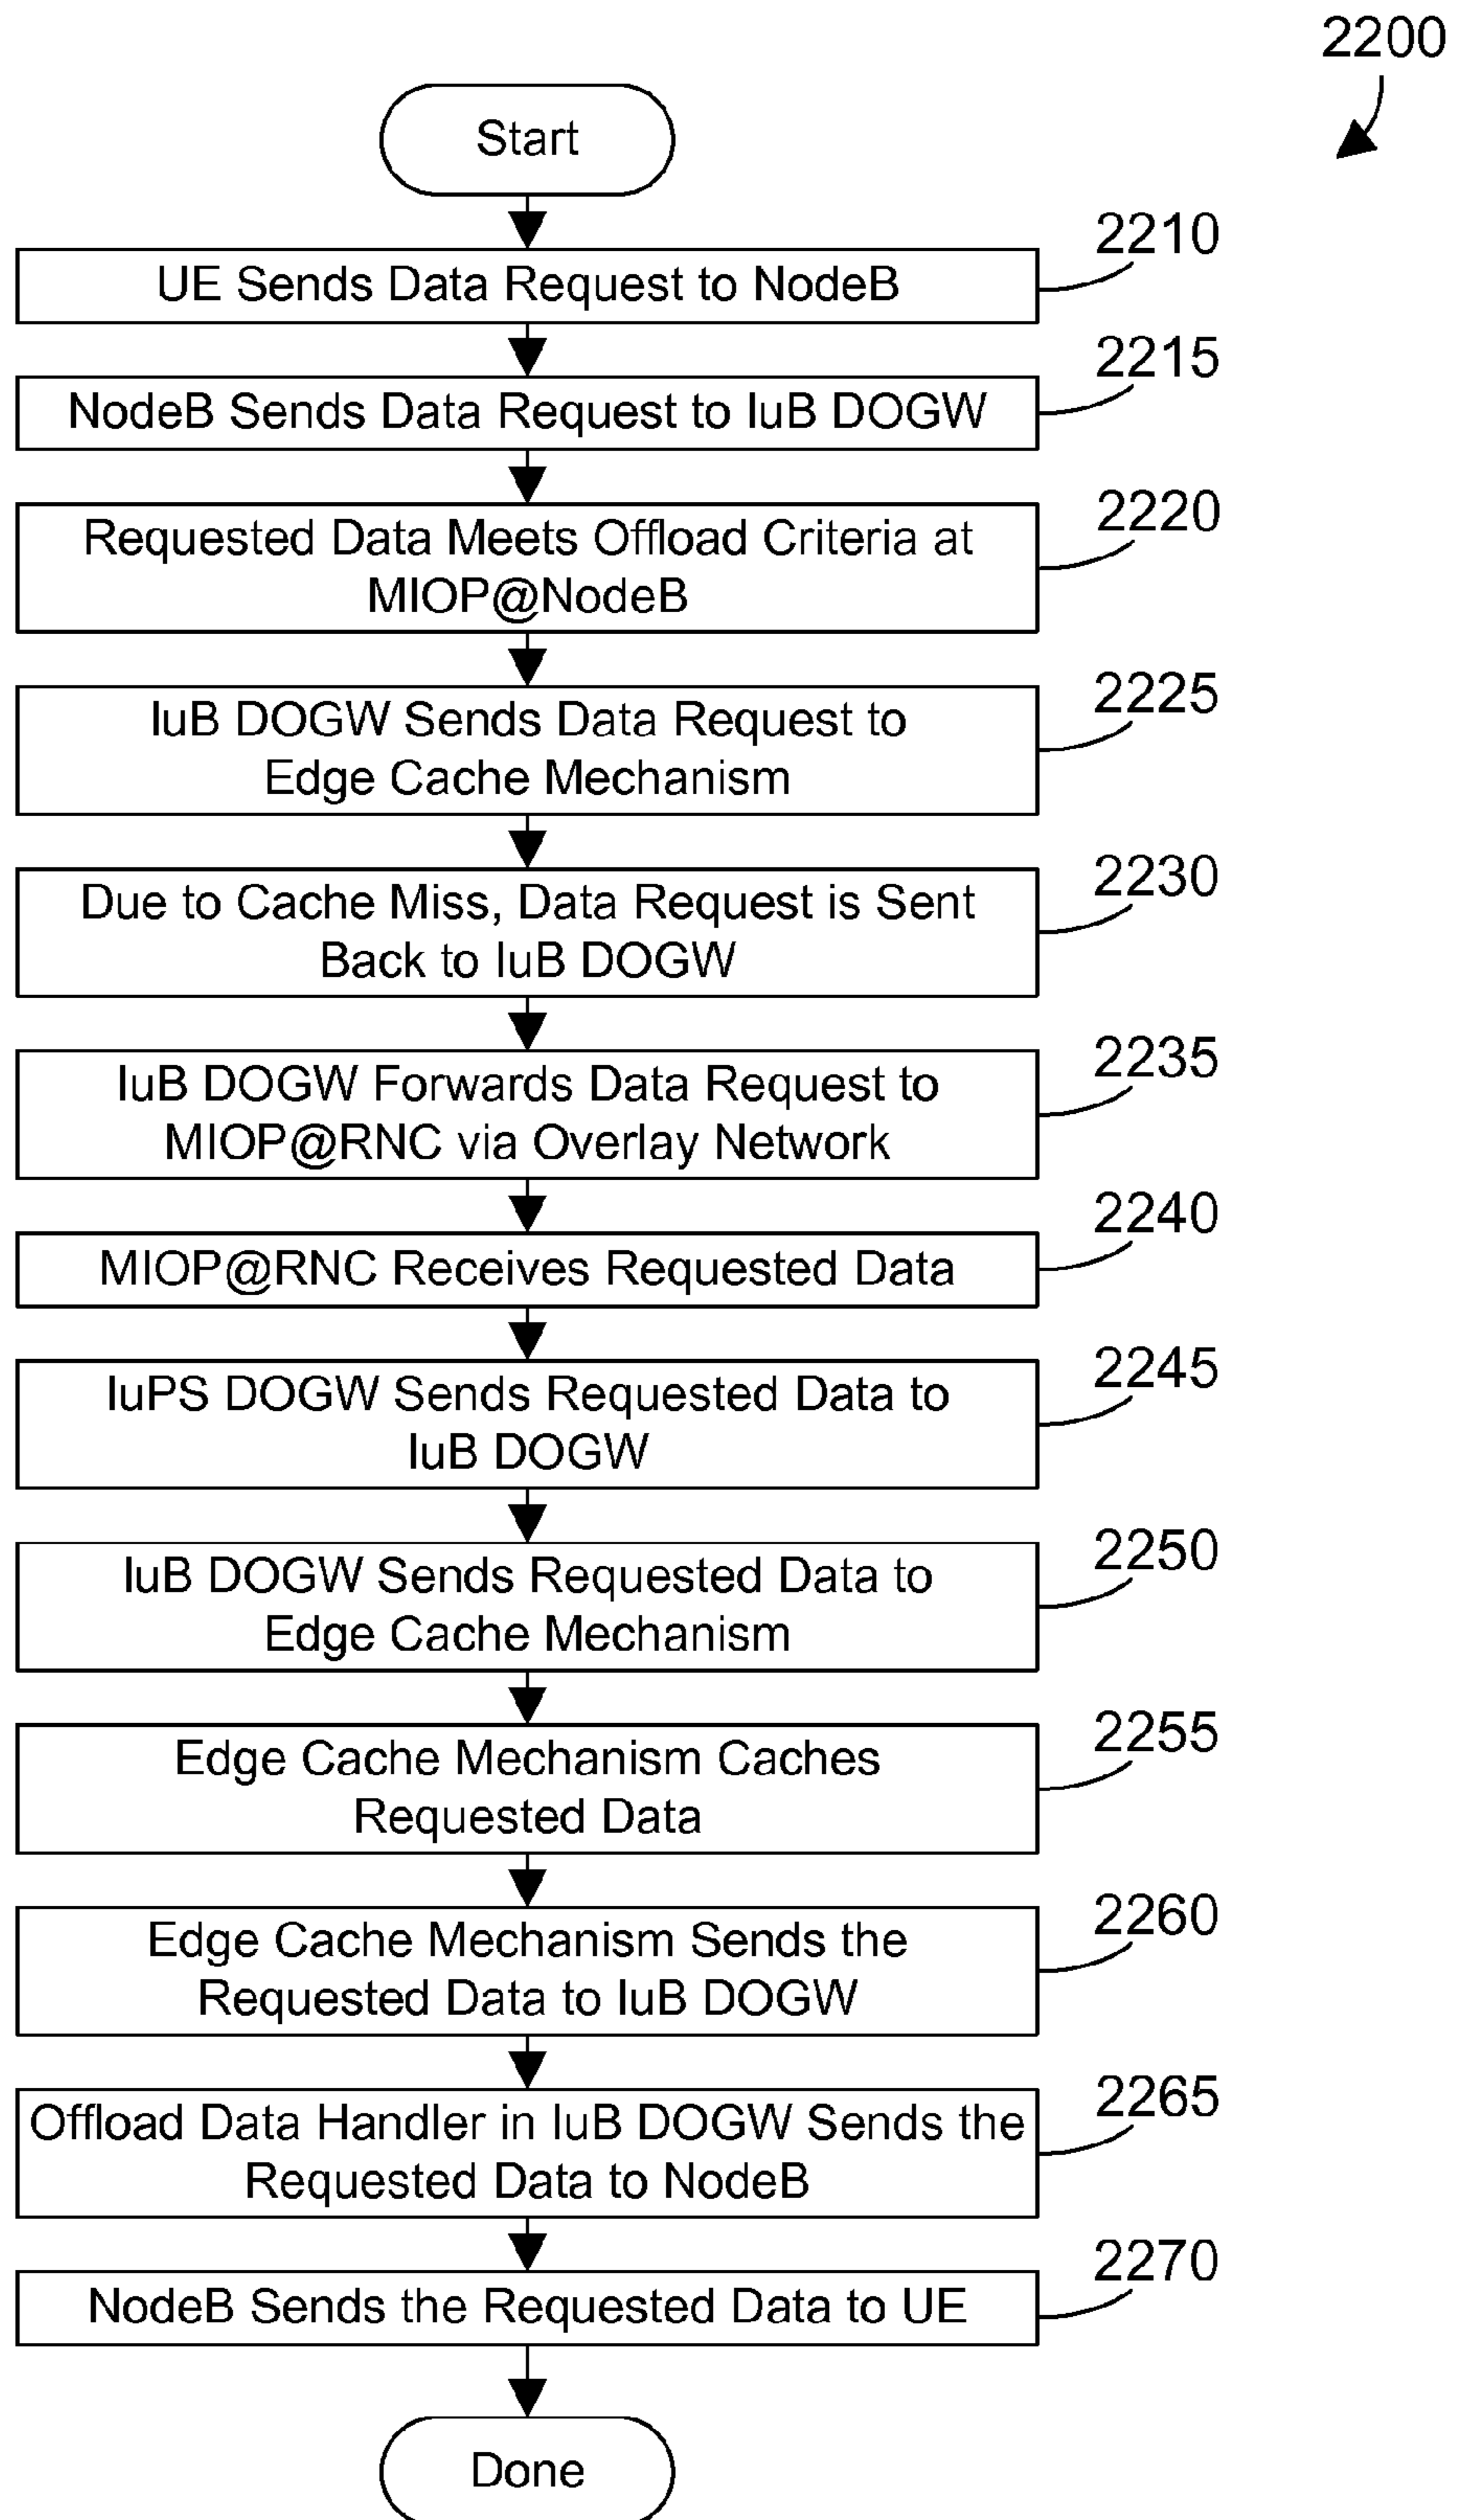 2200
Start
2210
UE Sends Data Request to NodeB
2215
NodeB Sends Data Request to IuB DOGW
2220
Requested Data Meets Offload Criteria at
MIOP@NodeB
2225
IuB DOGW Sends Data Request to
Edge Cache Mechanism
2230
Due to Cache Miss, Data Request is Sent
Back to IuB DOGW
2235
IuB DOGW Forwards Data Request to
MIOP@RNC via Overlay Network
2240
MIOP@RNC Receives Requested Data
2245
IuPS DOGW Sends Requested Data to
IuB DOGW
2250
IuB DOGW Sends Requested Data to
Edge Cache Mechanism
2255
Edge Cache Mechanism Caches
Requested Data
2260
Edge Cache Mechanism Sends the
Requested Data to IuB DOGW
2265
Offload Data Handler in IuB DOGW Sends the
Requested Data to NodeB
2270
NodeB Sends the Requested Data to UE
Done